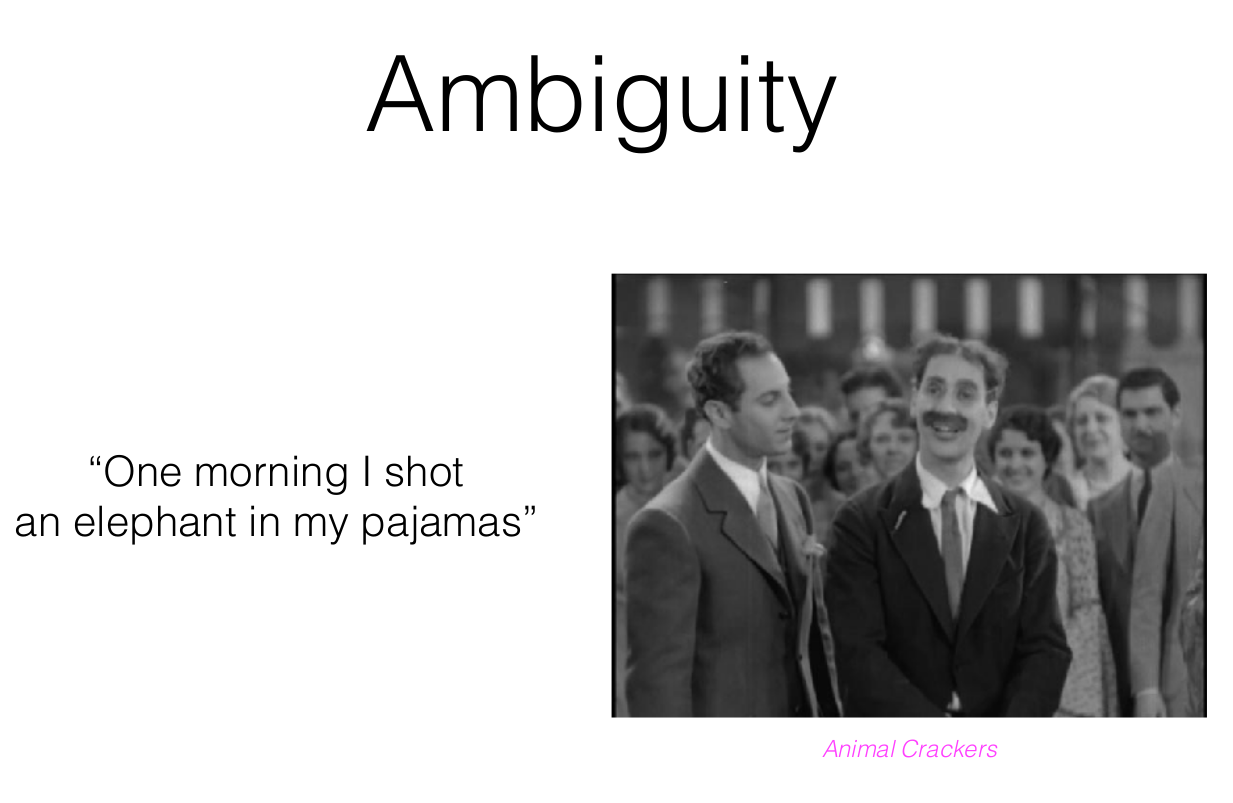 Ambiguity
“One morning I shot
an elephant in my pajamas”
Animal Crackers